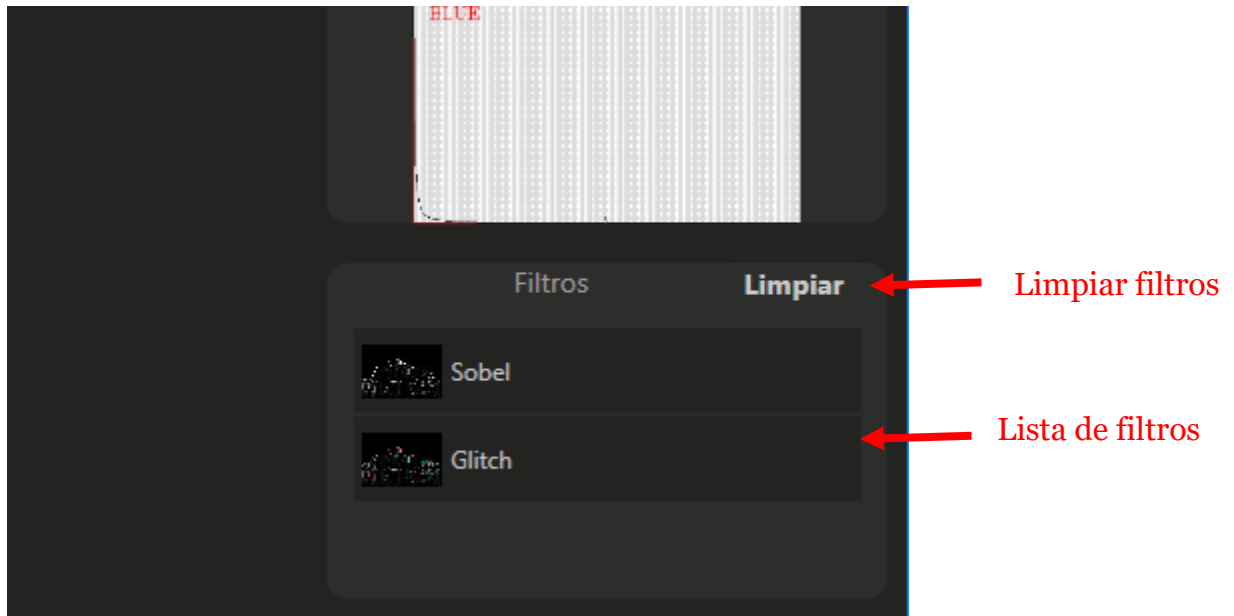 BLUE
Filtros Limpiar
Limpiar filtros
Sobel
Lista de filtros
Glitch